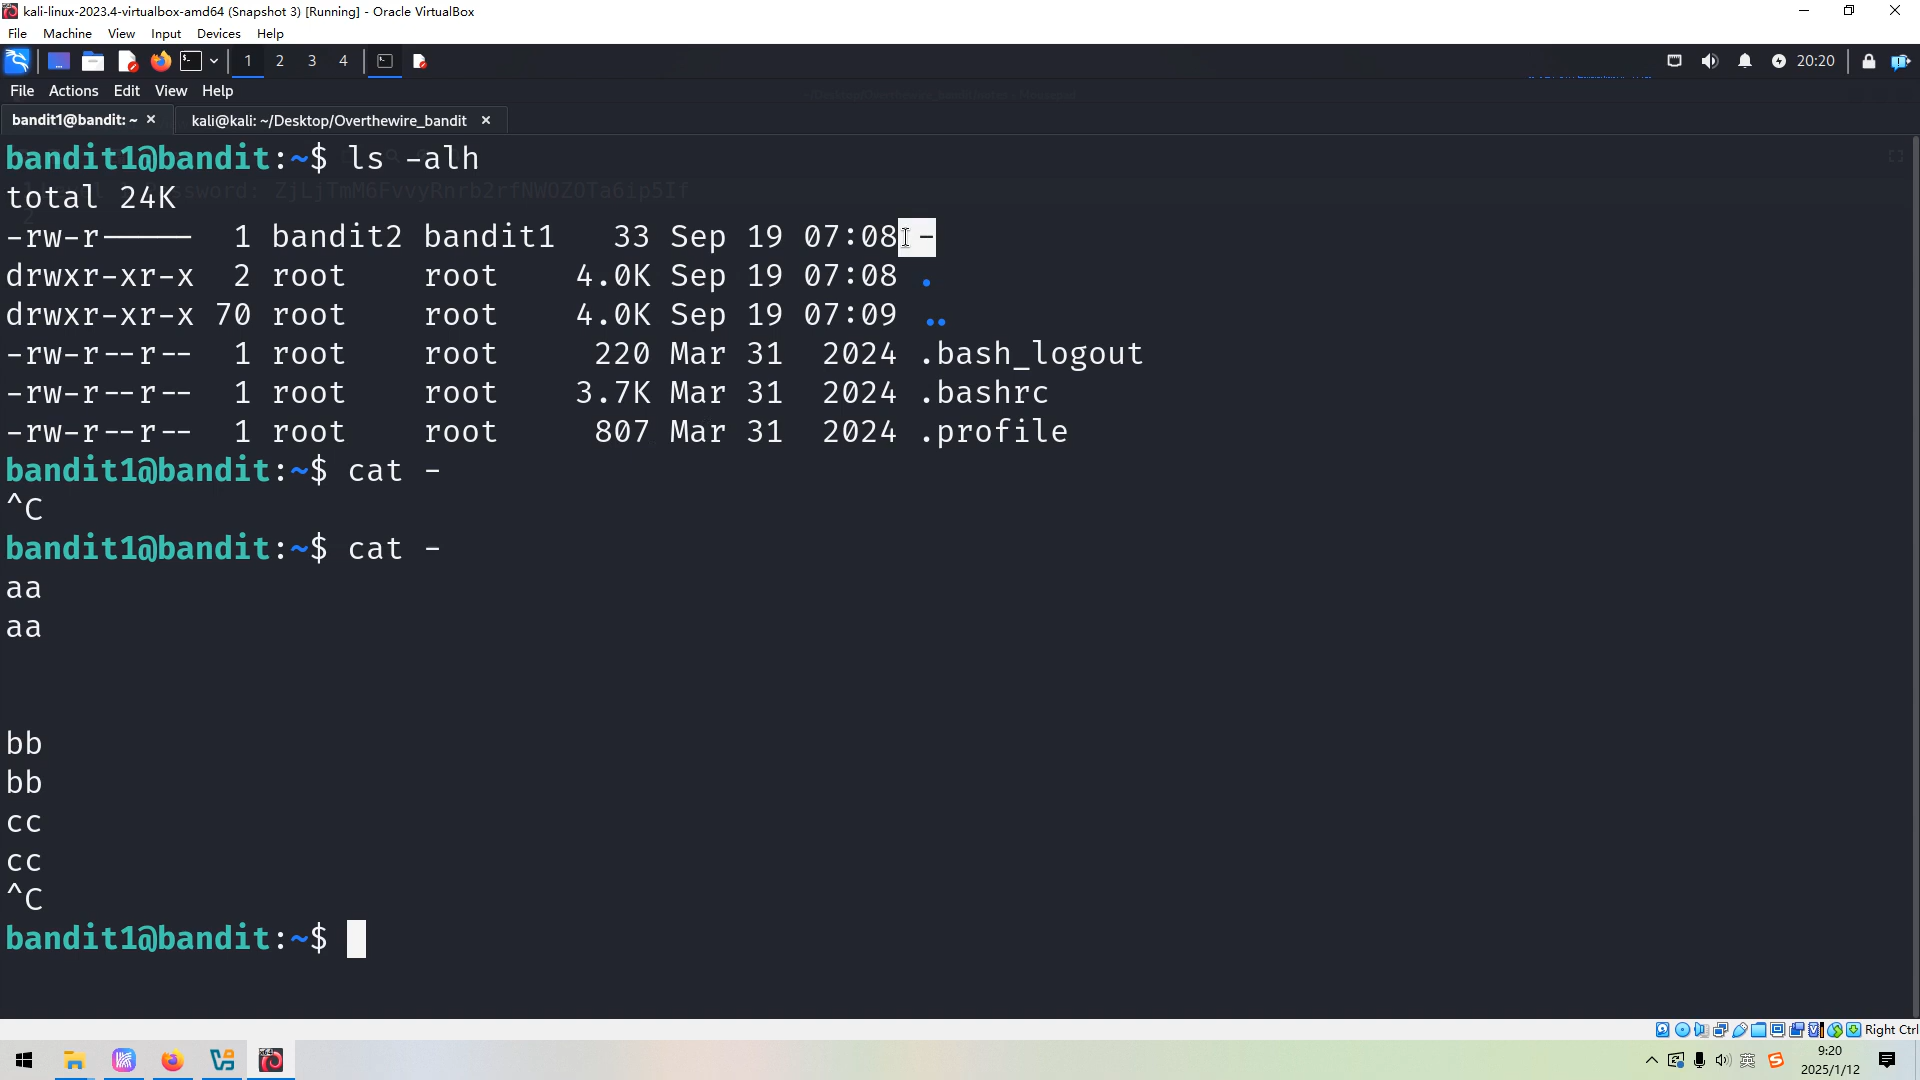 kali-linux-2023.4-virtualbox-amd64 (Snapshot 3) [Running] - Oracle VirtualBox
File Machine View Input Devices Help
1 2 3 4 20:20
File Actions Edit View Help
bandit1@bandit: ~ × kali@kali: ~/Desktop/Overthewire_bandit ×
bandit1@bandit:~$ ls -alh
total 24K
-rw-r----- 1 bandit2 bandit1 33 Sep 19 07:08 -
drwxr-xr-x 2 root root 4.0K Sep 19 07:08 .
drwxr-xr-x 70 root root 4.0K Sep 19 07:09 ..
-rw-r--r-- 1 root root 220 Mar 31 2024 .bash_logout
-rw-r--r-- 1 root root 3.7K Mar 31 2024 .bashrc
-rw-r--r-- 1 root root 807 Mar 31 2024 .profile
bandit1@bandit:~$ cat -
^C
bandit1@bandit:~$ cat -
aa
aa
bb
bb
cc
cc
^C
bandit1@bandit:~$
Right Ctrl
英 9:20
2025/1/12